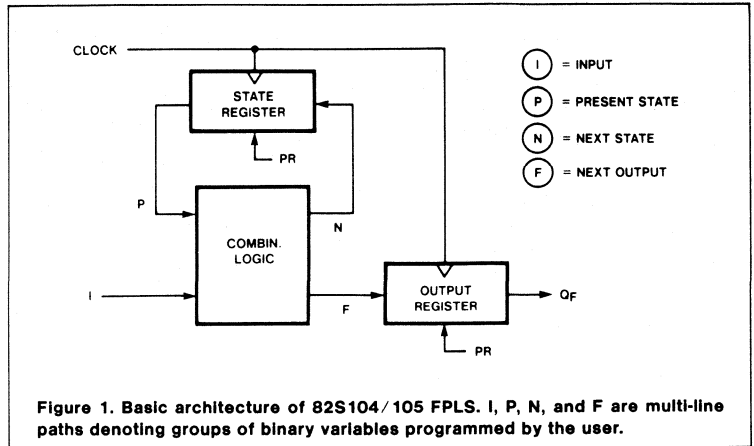 CLOCK
STATE
REGISTER
PR
P
N
COMBIN.
LOGIC
I
F
OUTPUT
REGISTER
QF
PR
I = INPUT
P = PRESENT STATE
N = NEXT STATE
F = NEXT OUTPUT
Figure 1. Basic architecture of 82S104/105 FPLS. I, P, N, and F are multi-line
paths denoting groups of binary variables programmed by the user.